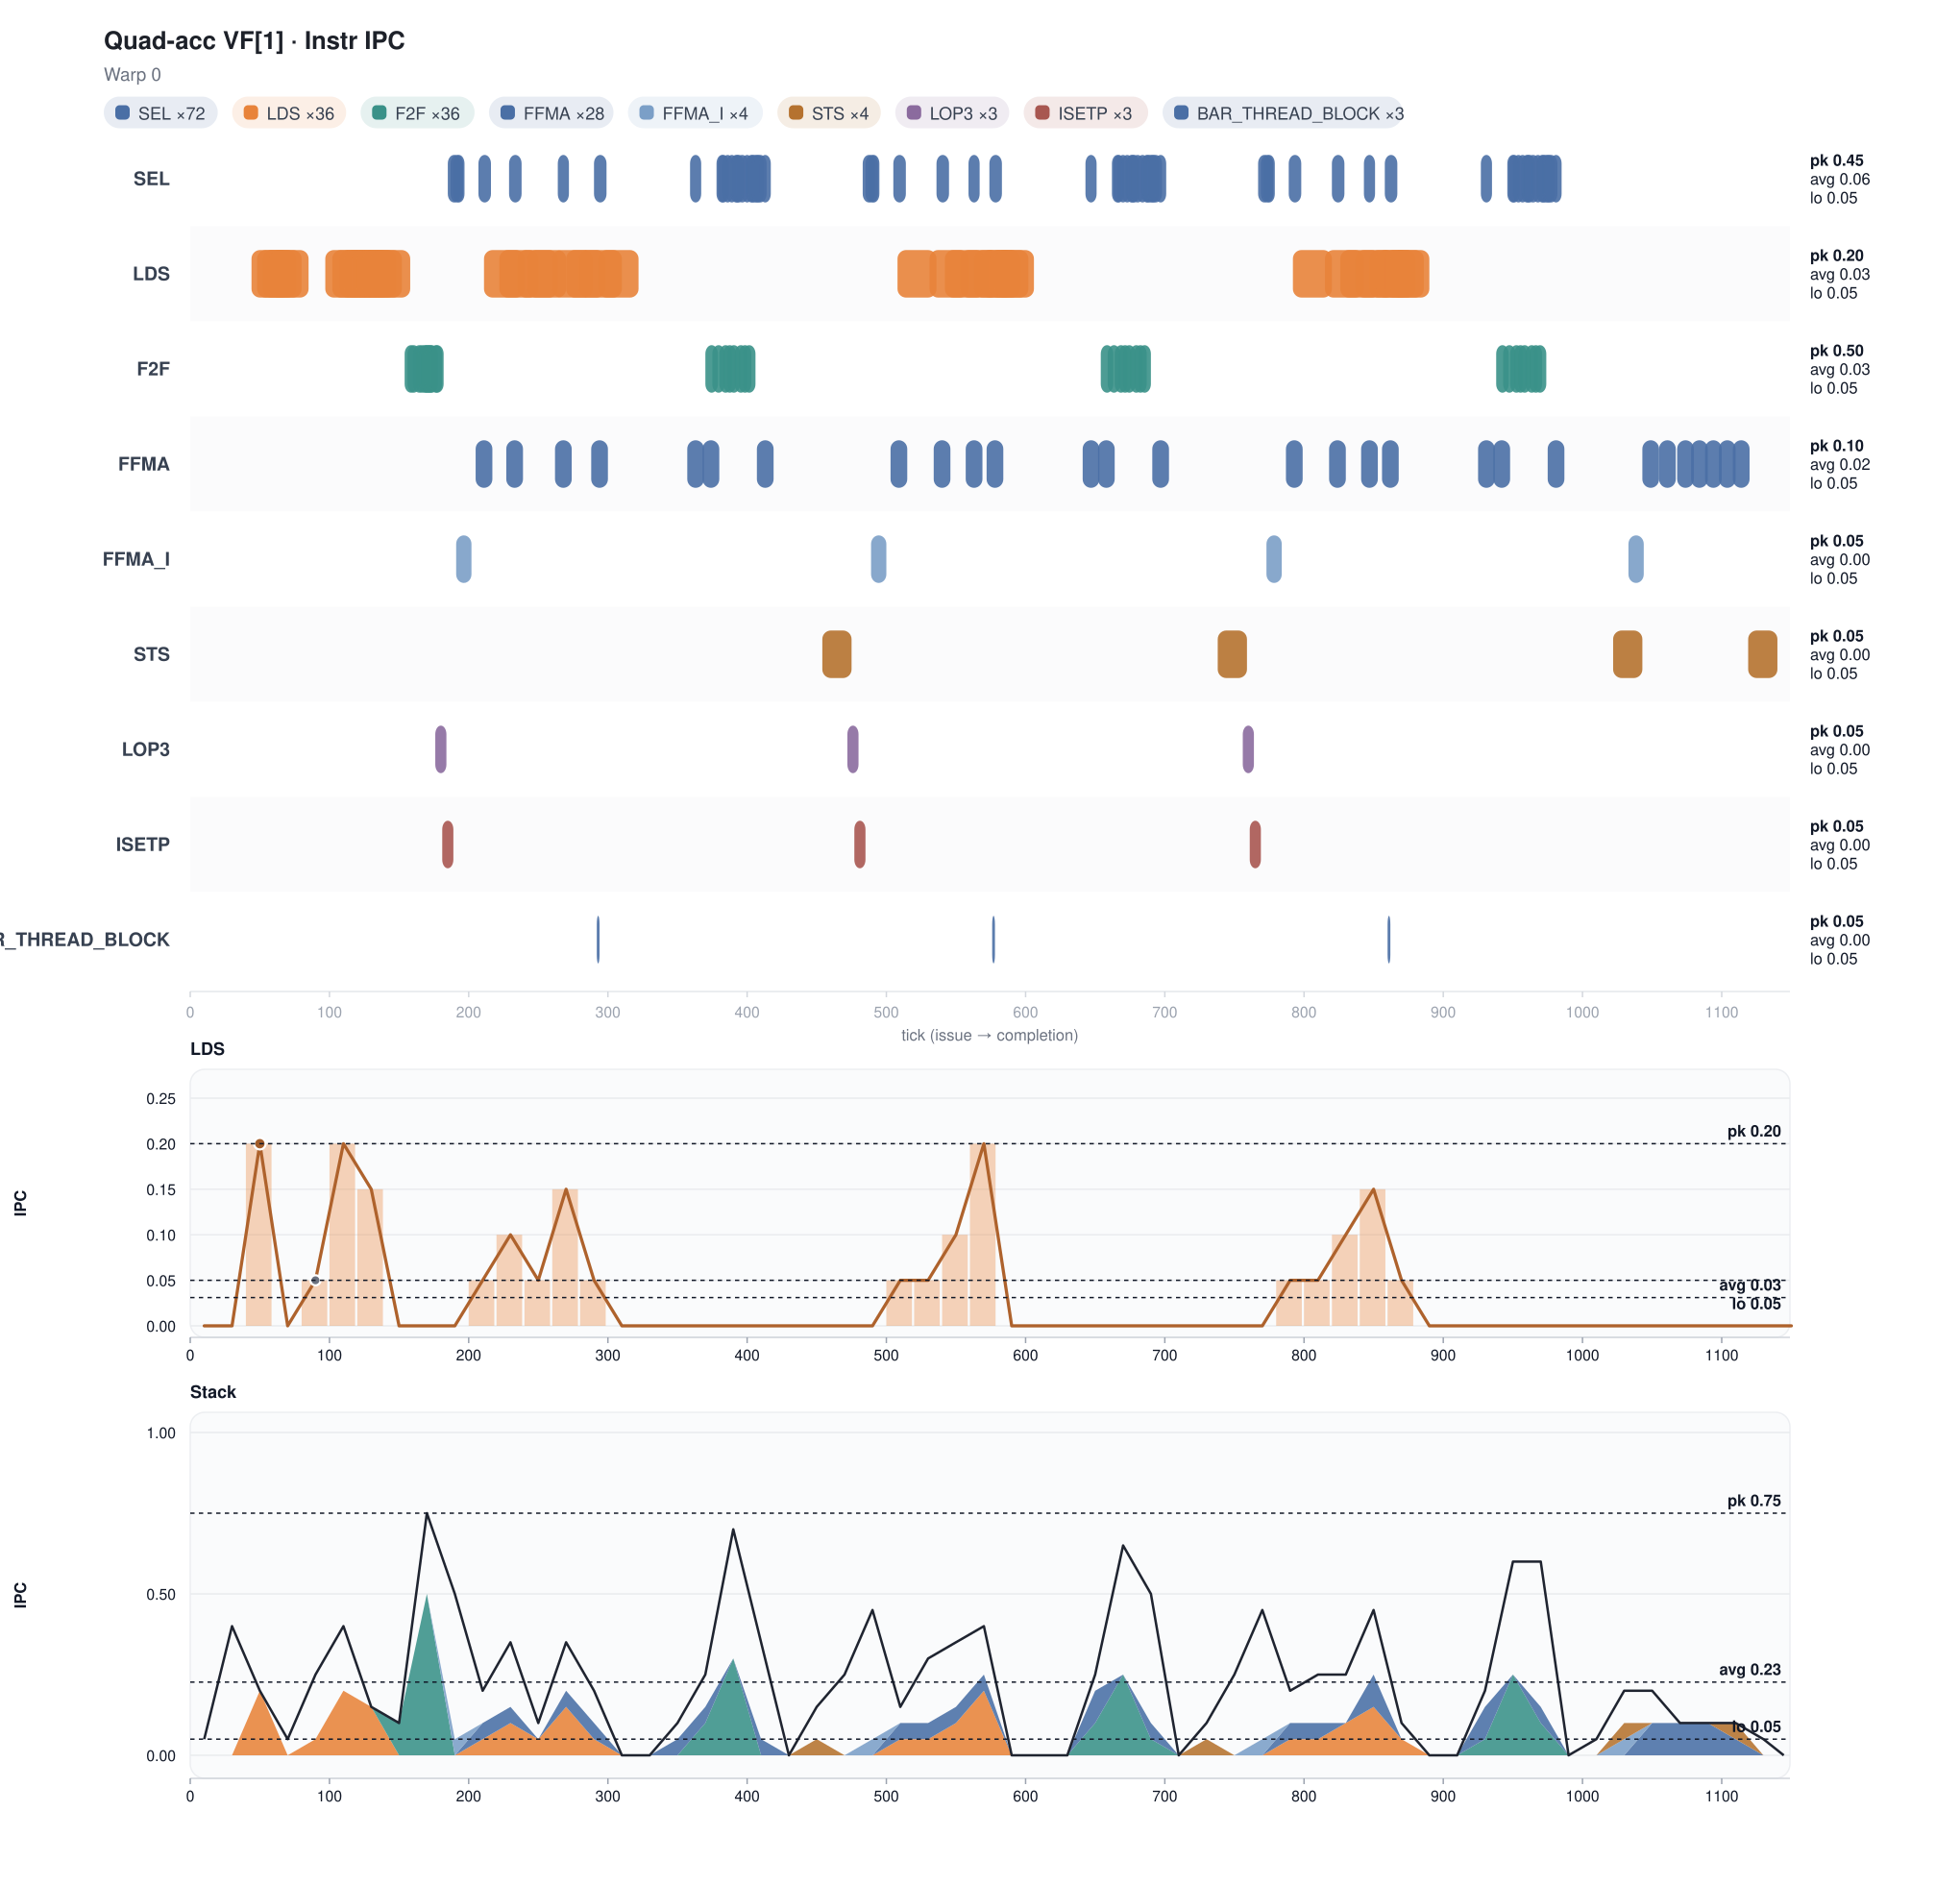 Quad-acc VF[1] · Instr IPC
Warp 0
SEL ×72 LDS ×36 F2F ×36 FFMA ×28 FFMA_I ×4 STS ×4 LOP3 ×3 ISETP ×3 BAR_THREAD_BLOCK ×3
SEL
pk 0.45
avg 0.06
lo 0.05
LDS
pk 0.20
avg 0.03
lo 0.05
F2F
pk 0.50
avg 0.03
lo 0.05
FFMA
pk 0.10
avg 0.02
lo 0.05
FFMA_I
pk 0.05
avg 0.00
lo 0.05
STS
pk 0.05
avg 0.00
lo 0.05
LOP3
pk 0.05
avg 0.00
lo 0.05
ISETP
pk 0.05
avg 0.00
lo 0.05
R_THREAD_BLOCK
pk 0.05
avg 0.00
lo 0.05
0 100 200 300 400 500 600 700 800 900 1000 1100
tick (issue → completion)
LDS
IPC
0.25
0.20
0.15
0.10
0.05
0.00
pk 0.20
avg 0.03
lo 0.05
0 100 200 300 400 500 600 700 800 900 1000 1100
Stack
IPC
1.00
0.50
0.00
pk 0.75
avg 0.23
lo 0.05
0 100 200 300 400 500 600 700 800 900 1000 1100